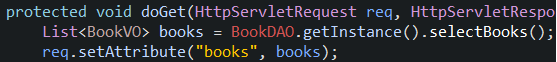 protected void doGet(HttpServletRequest req, HttpServletRespo
List<BookVO> books = BookDAO.getInstance().selectBooks();
req.setAttribute("books", books);